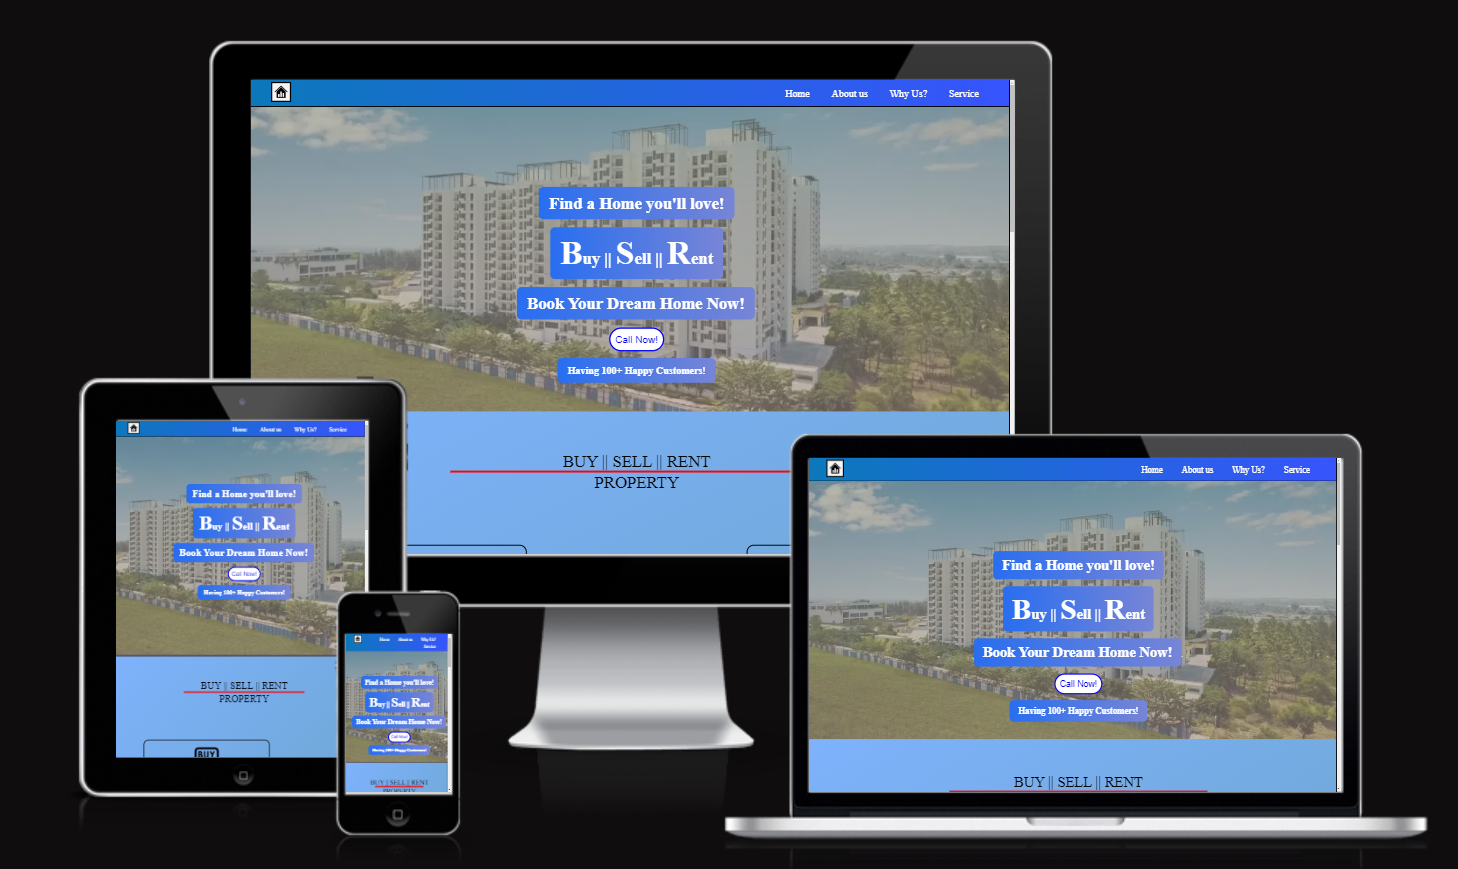 Home About us Why Us? Service
Find a Home you'll love!
Buy || Sell || Rent
Book Your Dream Home Now!
Call Now!
Having 100+ Happy Customers!
BUY || SELL || RENT
PROPERTY
Home About us Why Us? Service
Find a Home you'll love!
Buy || Sell || Rent
Book Your Dream Home Now!
Call Now!
Having 100+ Happy Customers!
BUY || SELL || RENT
PROPERTY
BUY
Home About us Why Us?
Service
Find a Home you'll love!
Buy || Sell || Rent
Book Your Dream Home Now!
Call Now!
Having 100+ Happy Customers!
BUY || SELL || RENT
PROPERTY
Home About us Why Us? Service
Find a Home you'll love!
Buy || Sell || Rent
Book Your Dream Home Now!
Call Now!
Having 100+ Happy Customers!
BUY || SELL || RENT